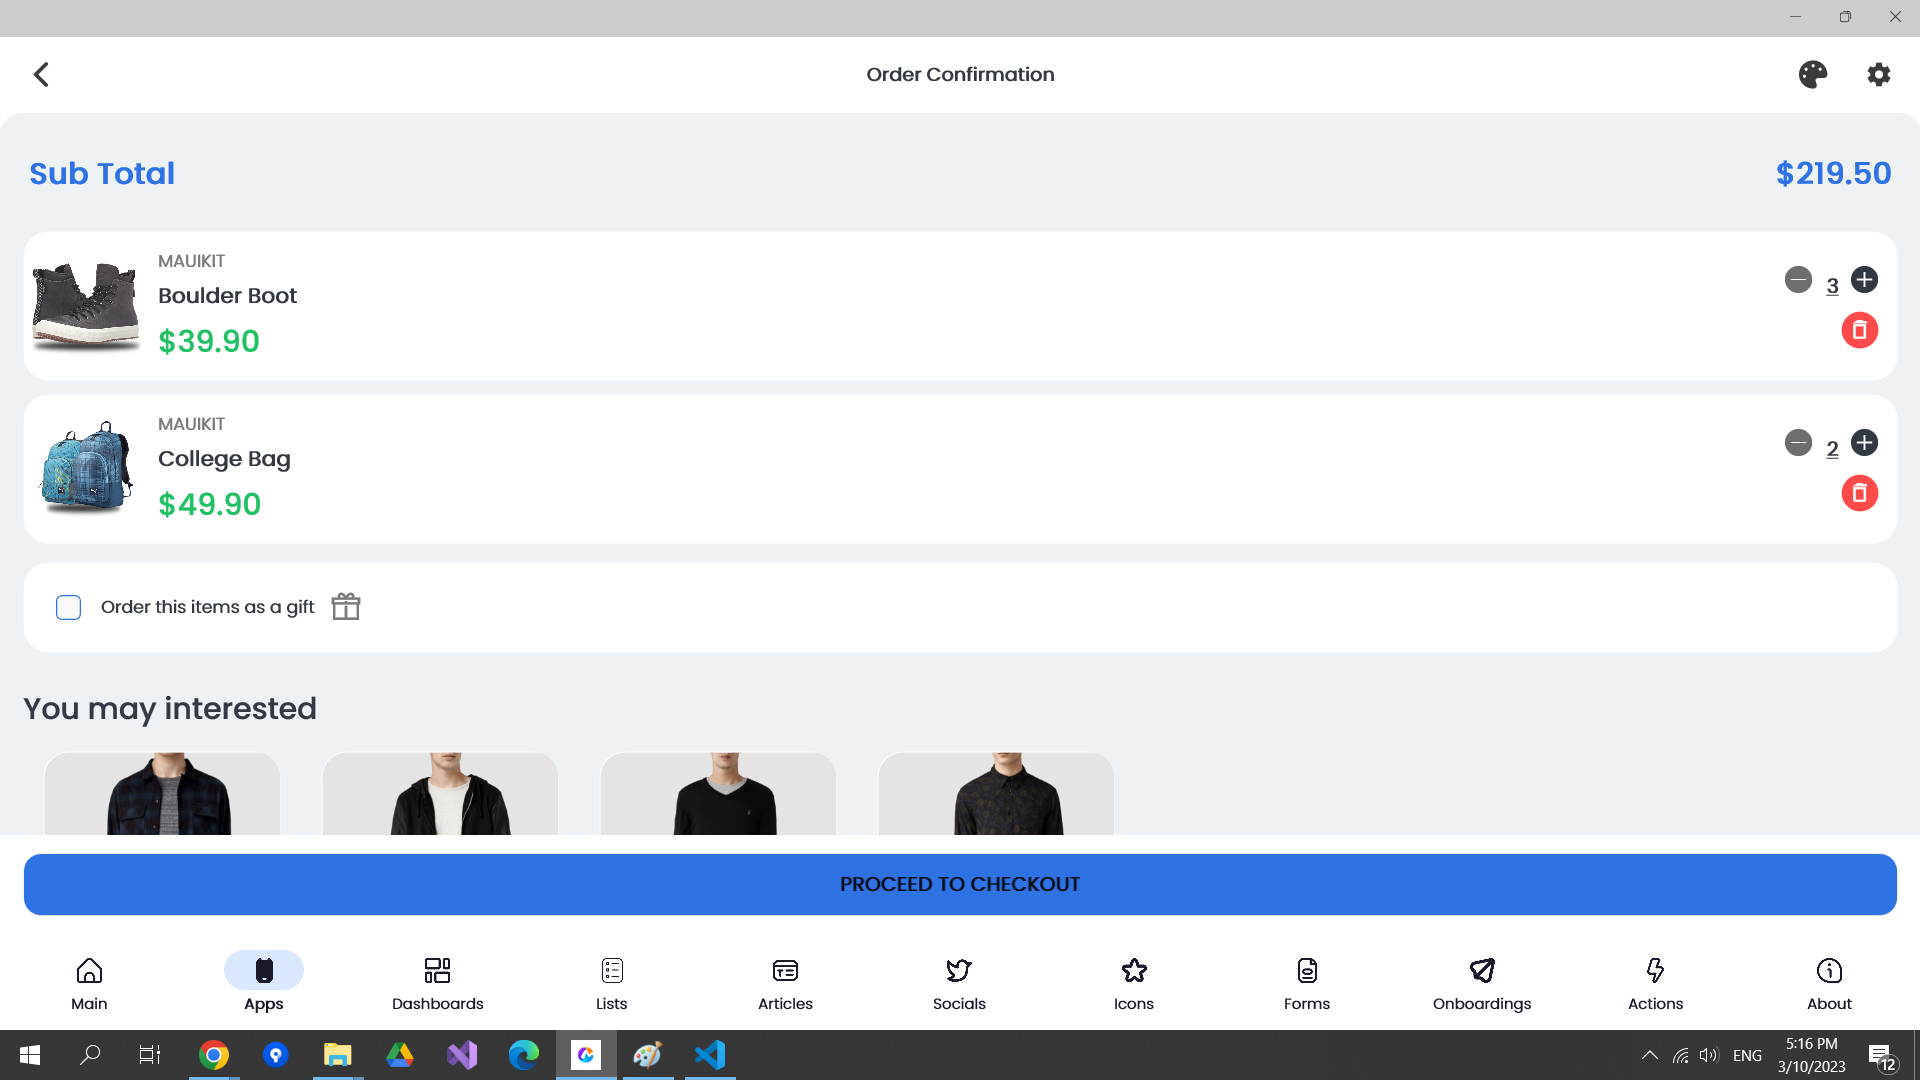 Order Confirmation
Sub Total
$219.50
MAUIKIT
Boulder Boot
$39.90
3
MAUIKIT
College Bag
$49.90
2
Order this items as a gift
You may interested
PROCEED TO CHECKOUT
Main
Apps
Dashboards
Lists
Articles
Socials
Icons
Forms
Onboardings
Actions
About
ENG
5:16 PM
3/10/2023
12